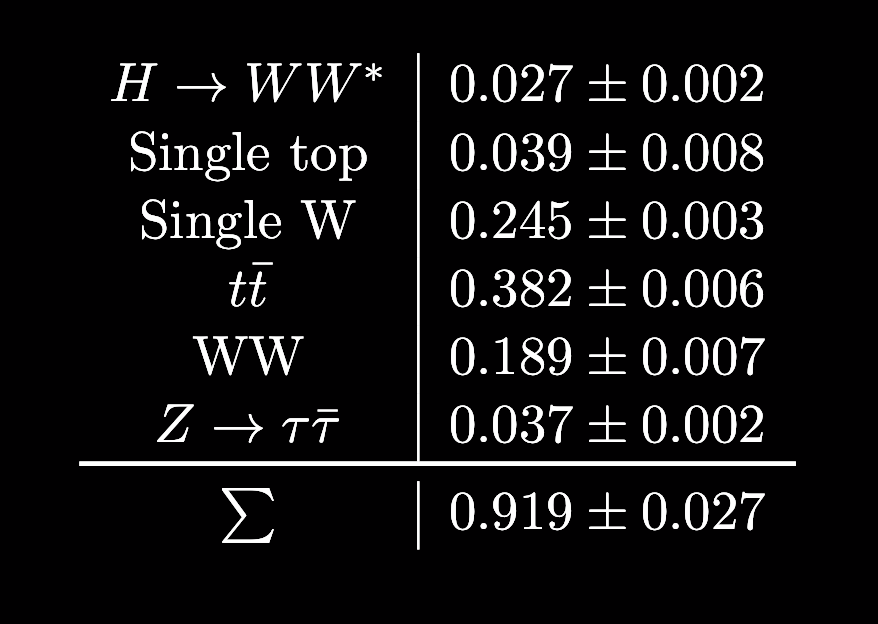 H → WW* 0.027 ± 0.002
Single top 0.039 ± 0.008
Single W 0.245 ± 0.003
tt̄ 0.382 ± 0.006
WW 0.189 ± 0.007
Z → ττ̄ 0.037 ± 0.002
∑ 0.919 ± 0.027